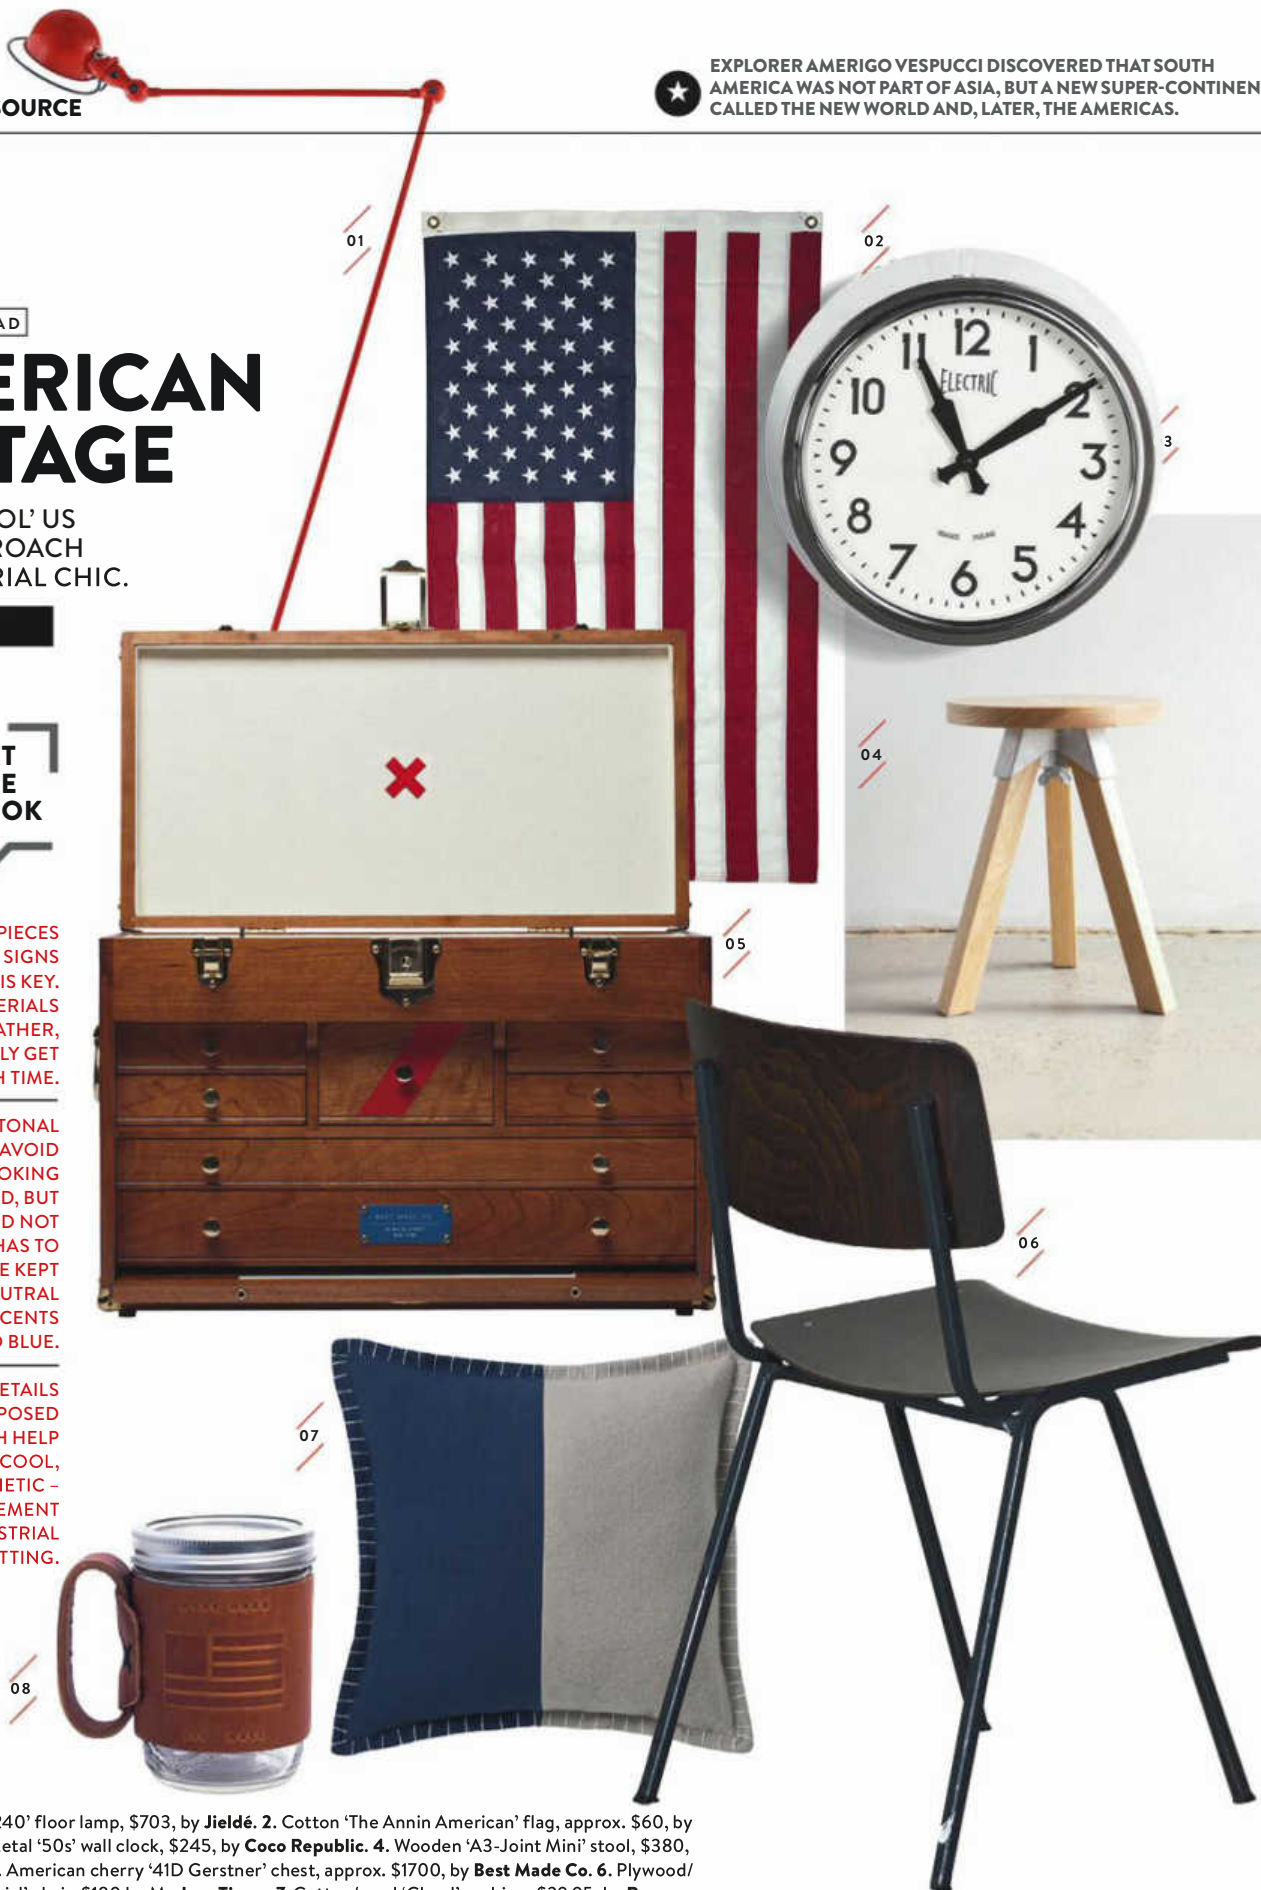 SOURCE
EXPLORER AMERIGO VESPUCCI DISCOVERED THAT SOUTH
AMERICA WAS NOT PART OF ASIA, BUT A NEW SUPER-CONTINEN
CALLED THE NEW WORLD AND, LATER, THE AMERICAS.
01
02
AD
ERICAN
TAGE
OL' US
ROACH
RIAL CHIC.
12
1
2
3
4
5
6
7
8
9
10
11
ELECTRIC
3
04
T
E
OK
05
PIECES
SIGNS
IS KEY.
ERIALS
ATHER,
LY GET
H TIME.
TONAL
AVOID
OKING
D, BUT
D NOT
HAS TO
E KEPT
UTRAL
CENTS
D BLUE.
ETAILS
POSED
H HELP
COOL,
HETIC –
EMENT
STRIAL
TTING.
06
07
08
240' floor lamp, $703, by Jieldé. 2. Cotton 'The Annin American' flag, approx. $60, by
etal '50s' wall clock, $245, by Coco Republic. 4. Wooden 'A3-Joint Mini' stool, $380,
. American cherry '41D Gerstner' chest, approx. $1700, by Best Made Co. 6. Plywood/